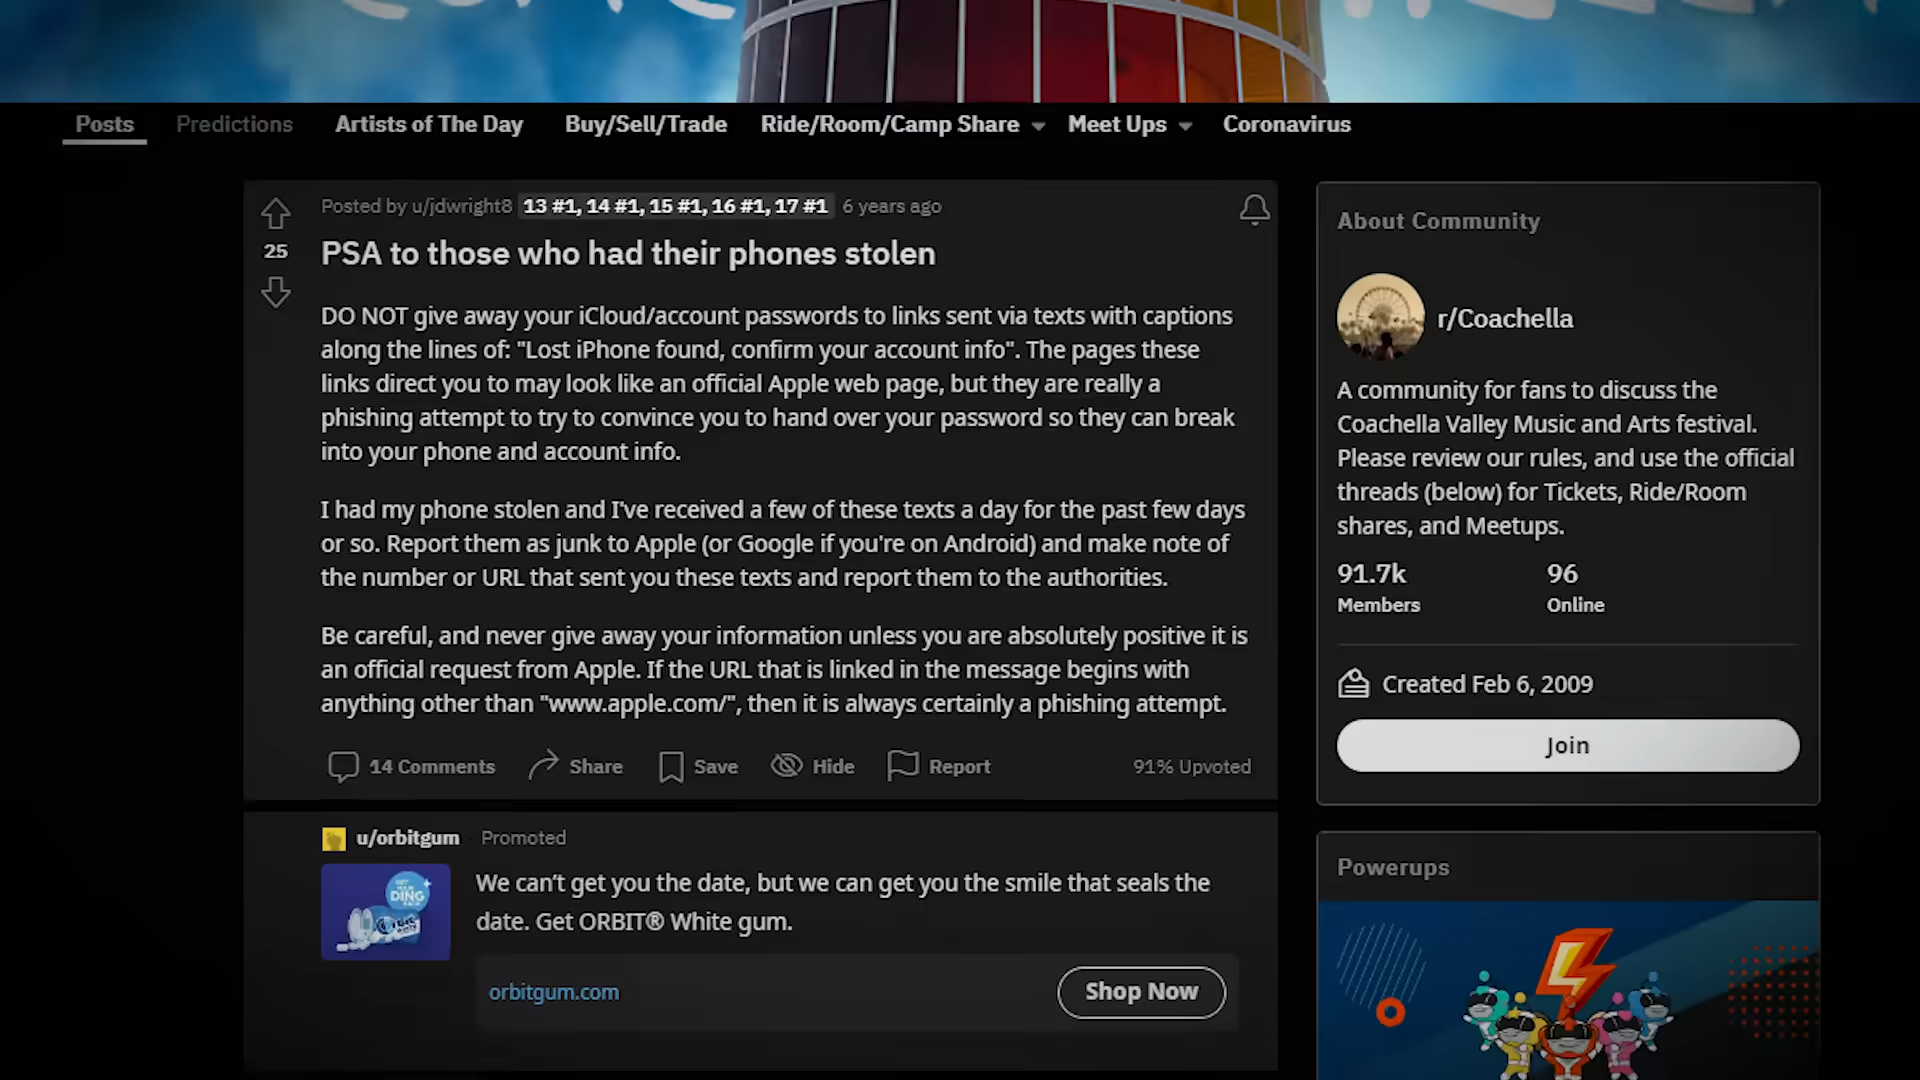 Posts Predictions Artists of The Day Buy/Sell/Trade Ride/Room/Camp Share Meet Ups Coronavirus
Posted by u/jdwright8 13 #1, 14 #1, 15 #1, 16 #1, 17 #1 6 years ago
25
PSA to those who had their phones stolen
DO NOT give away your iCloud/account passwords to links sent via texts with captions
along the lines of: "Lost iPhone found, confirm your account info". The pages these
links direct you to may look like an official Apple web page, but they are really a
phishing attempt to try to convince you to hand over your password so they can break
into your phone and account info.
I had my phone stolen and I've received a few of these texts a day for the past few days
or so. Report them as junk to Apple (or Google if you're on Android) and make note of
the number or URL that sent you these texts and report them to the authorities.
Be careful, and never give away your information unless you are absolutely positive it is
an official request from Apple. If the URL that is linked in the message begins with
anything other than "www.apple.com/", then it is always certainly a phishing attempt.
14 Comments Share Save Hide Report 91% Upvoted
u/orbitgum Promoted
We can't get you the date, but we can get you the smile that seals the
date. Get ORBIT® White gum.
DING
orbitgum.com
Shop Now
About Community
r/Coachella
A community for fans to discuss the
Coachella Valley Music and Arts festival.
Please review our rules, and use the official
threads (below) for Tickets, Ride/Room
shares, and Meetups.
91.7k 96
Members Online
Created Feb 6, 2009
Join
Powerups